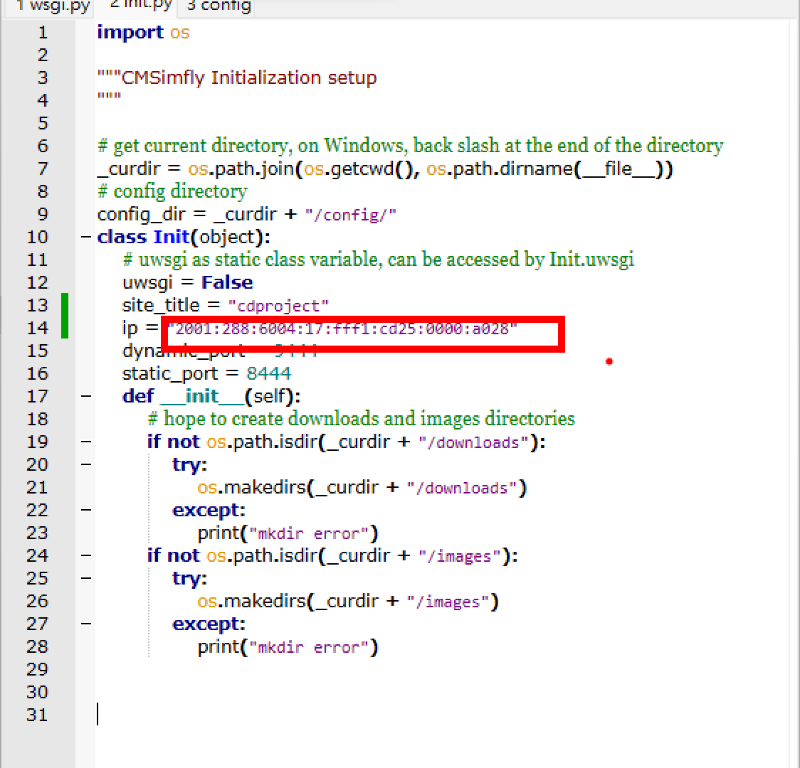 1 wsgi.py 2 init.py 3 config
1 import os
2
3 """CMSimfly Initialization setup
4 """
5
6 # get current directory, on Windows, back slash at the end of the directory
7 _curdir = os.path.join(os.getcwd(), os.path.dirname(__file__))
8 # config directory
9 config_dir = _curdir + "/config/"
10 class Init(object):
11 # uwsgi as static class variable, can be accessed by Init.uwsgi
12 uwsgi = False
13 site_title = "cdproject"
14 ip = "2001:288:6004:17:fff1:cd25:0000:a028"
15 dynamic_port
16 static_port = 8444
17 def __init__(self):
18 # hope to create downloads and images directories
19 if not os.path.isdir(_curdir + "/downloads"):
20 try:
21 os.makedirs(_curdir + "/downloads")
22 except:
23 print("mkdir error")
24 if not os.path.isdir(_curdir + "/images"):
25 try:
26 os.makedirs(_curdir + "/images")
27 except:
28 print("mkdir error")
29
30
31